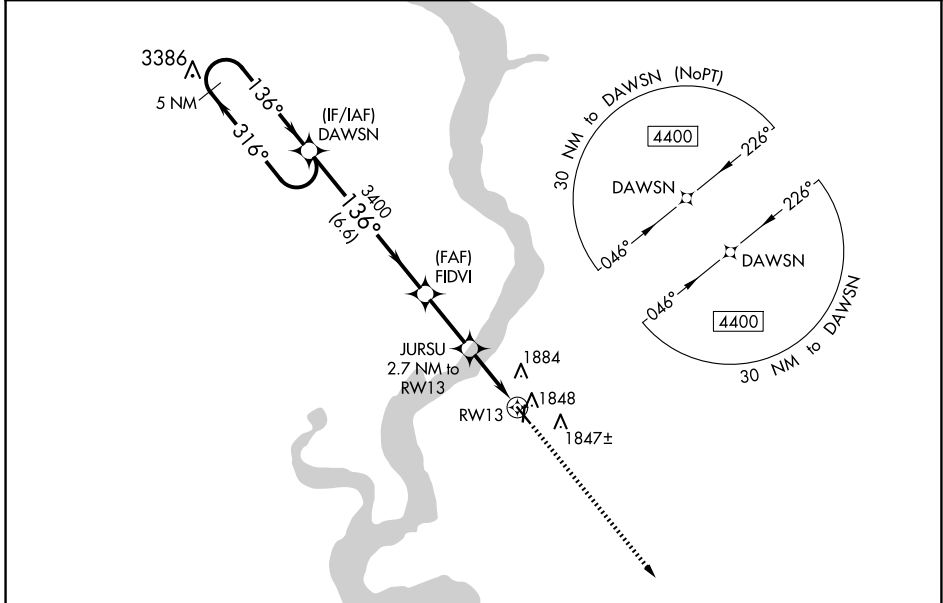 3386
5 NM
136°
316°
(IF/IAF)
DAWSN
3400
136°
(6.6)
(FAF)
FIDVI
JURSU
2.7 NM to
RW13
RW13
1884
1848
1847±
30 NM to DAWSN (NoPT)
4400
226°
DAWSN
046°
226°
DAWSN
046°
4400
30 NM to DAWSN